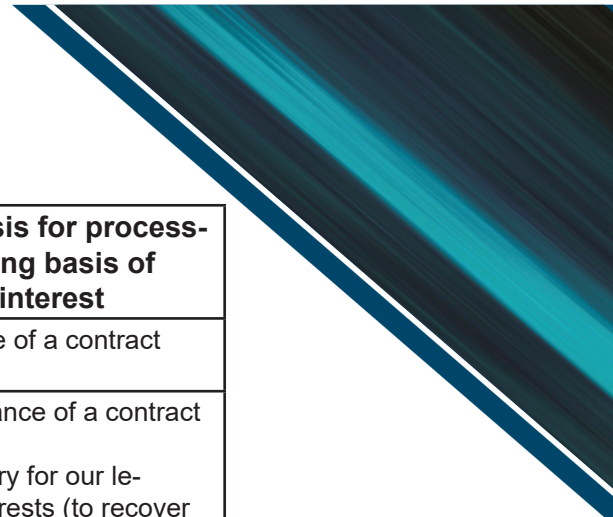 sis for process-
ng basis of
interest
e of a contract
ance of a contract
ry for our le-
rests (to recover